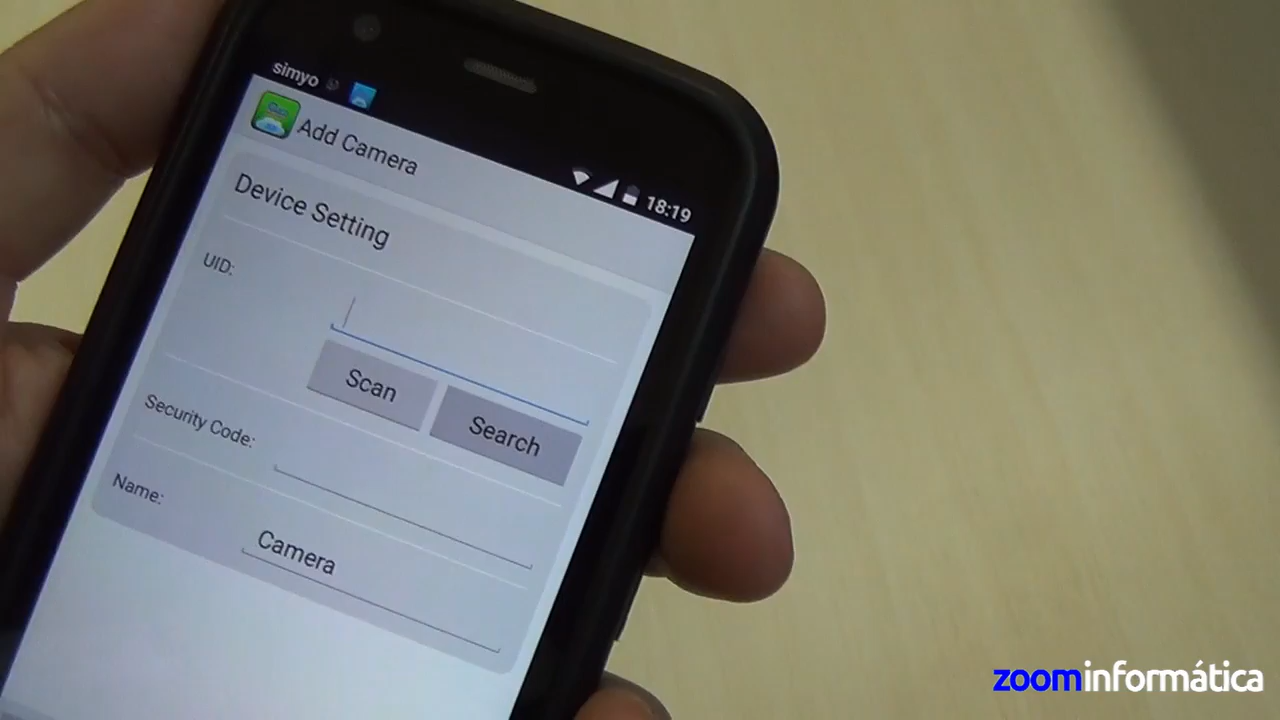 simyo
18:19
Add Camera
Device Setting
UID:
Scan
Search
Security Code:
Name:
Camera
zoominformática